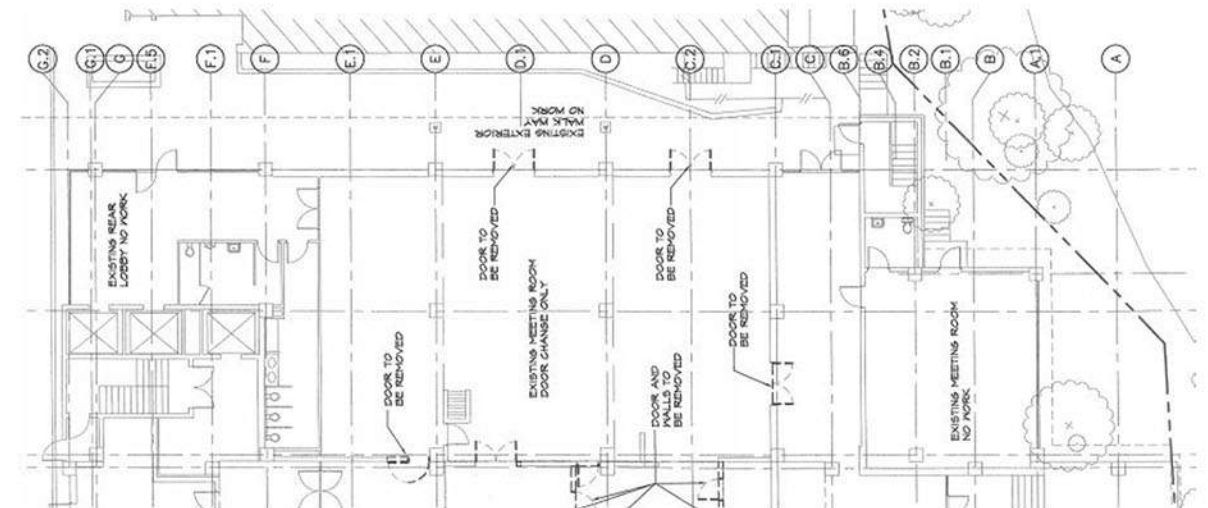 G.2
G.1
G
F.5
F.1
F
E.1
E
D.1
D
C.2
C.1
C
B.6
B.4
B.2
B.1
B
A.1
A
EXISTING EXTERIOR
WALK MAY
NO WORK
EXISTING REAR
LOBBY NO WORK
DOOR TO
BE REMOVED
DOOR TO
BE REMOVED
EXISTING MEETING ROOM
DOOR CHANGE ONLY
DOOR TO
BE REMOVED
DOOR TO
BE REMOVED
DOOR AND
WALLS TO
BE REMOVED
EXISTING MEETING ROOM
NO WORK